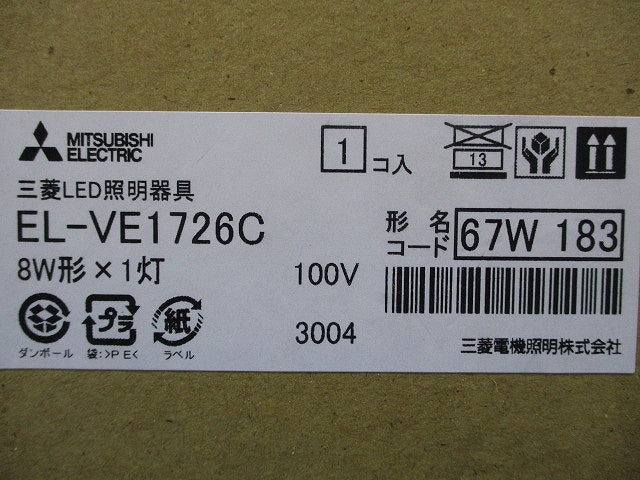 MITSUBISHI
ELECTRIC
1 コ入
13
三菱LED照明器具
EL-VE1726C
形名
コード
67W 183
8W形×1灯
100V
プラ
紙
ダンボール
袋:>PE<
ラベル
3004
三菱電機照明株式会社